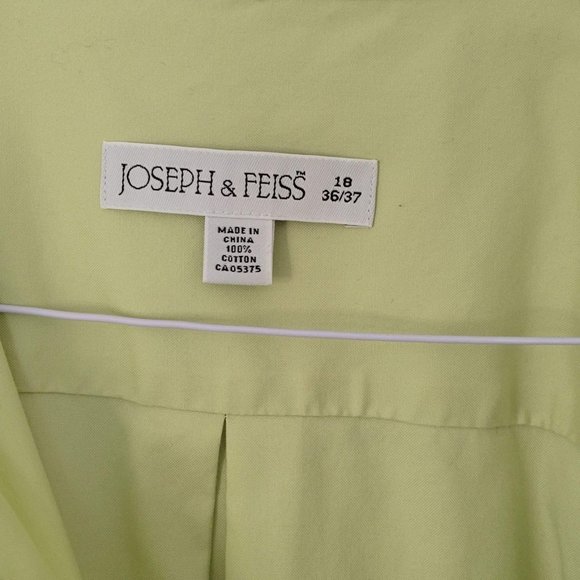 JOSEPH & FEISS™ 18
36/37
MADE IN
CHINA
100%
COTTON
CA05375